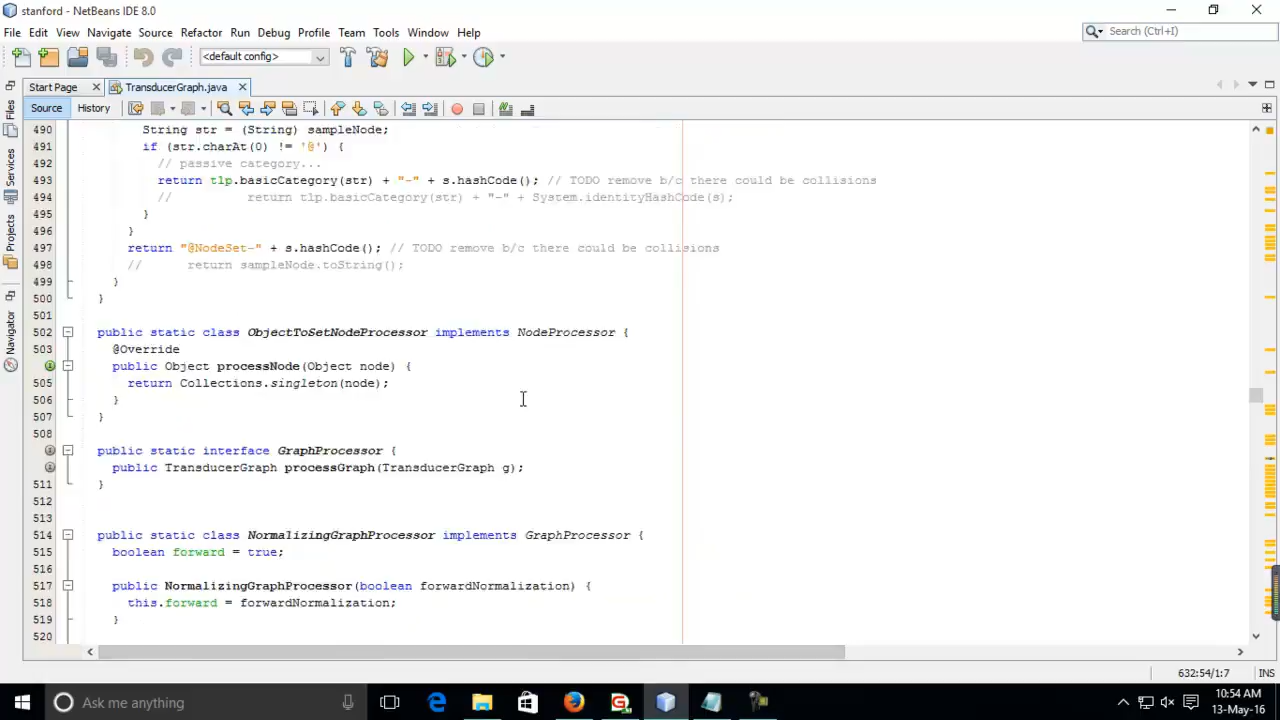 stanford - NetBeans IDE 8.0
File Edit View Navigate Source Refactor Run Debug Profile Team Tools Window Help
Search (Ctrl+I)
<default config>
Start Page
TransducerGraph.java
Source History
Files
Services
Projects
Navigator
490 String str = (String) sampleNode;
491 if (str.charAt(0) != '@') {
492 // passive category...
493 return tlp.basicCategory(str) + "-" + s.hashCode(); // TODO remove b/c there could be collisions
494 // return tlp.basicCategory(str) + "-" + System.identityHashCode(s);
495 }
496 }
497 return "@NodeSet-" + s.hashCode(); // TODO remove b/c there could be collisions
498 // return sampleNode.toString();
499 }
500 }
501
502 public static class ObjectToSetNodeProcessor implements NodeProcessor {
503 @Override
public Object processNode(Object node) {
505 return Collections.singleton(node);
506 }
507 }
508
public static interface GraphProcessor {
public TransducerGraph processGraph(TransducerGraph g);
511 }
512
513
514 public static class NormalizingGraphProcessor implements GraphProcessor {
515 boolean forward = true;
516
517 public NormalizingGraphProcessor(boolean forwardNormalization) {
518 this.forward = forwardNormalization;
519 }
520
632:54/1:7 INS
Ask me anything
10:54 AM
13-May-16